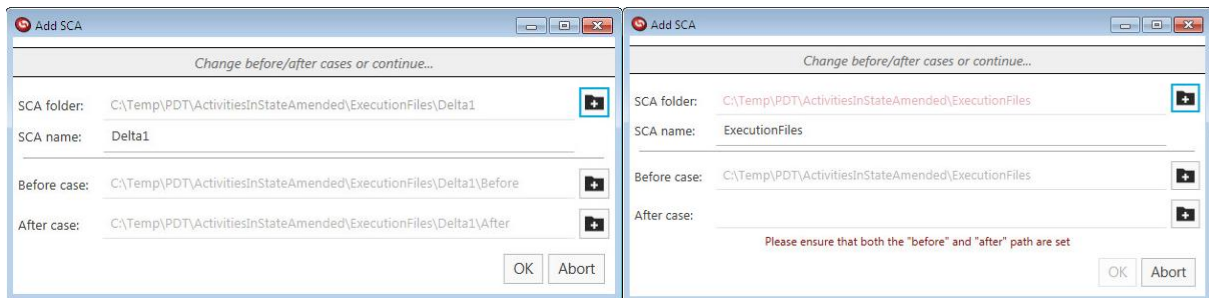 Add SCA
Change before/after cases or continue...
SCA folder: C:\Temp\PDT\ActivitiesInStateAmended\ExecutionFiles\Delta1
SCA name: Delta1
Before case: C:\Temp\PDT\ActivitiesInStateAmended\ExecutionFiles\Delta1\Before
After case: C:\Temp\PDT\ActivitiesInStateAmended\ExecutionFiles\Delta1\After
OK Abort
Add SCA
Change before/after cases or continue...
SCA folder: C:\Temp\PDT\ActivitiesInStateAmended\ExecutionFiles
SCA name: ExecutionFiles
Before case: C:\Temp\PDT\ActivitiesInStateAmended\ExecutionFiles
After case:
Please ensure that both the "before" and "after" path are set
OK Abort